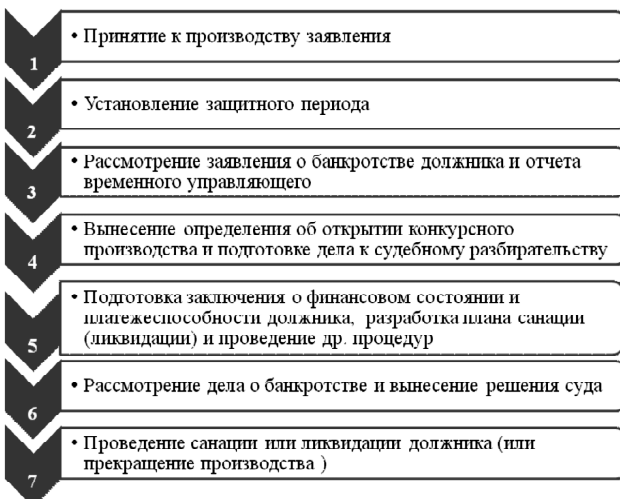 • Принятие к производству заявления
1
• Установление защитного периода
2
• Рассмотрение заявления о банкротстве должника и отчета
временного управляющего
3
• Вынесение определения об открытии конкурсного
производства и подготовке дела к судебному разбирательству
4
• Подготовка заключения о финансовом состоянии и
платежеспособности должника, разработка плана санации
(ликвидации) и проведение др. процедур
5
• Рассмотрение дела о банкротстве и вынесение решения суда
6
• Проведение санации или ликвидации должника (или
прекращение производства )
7